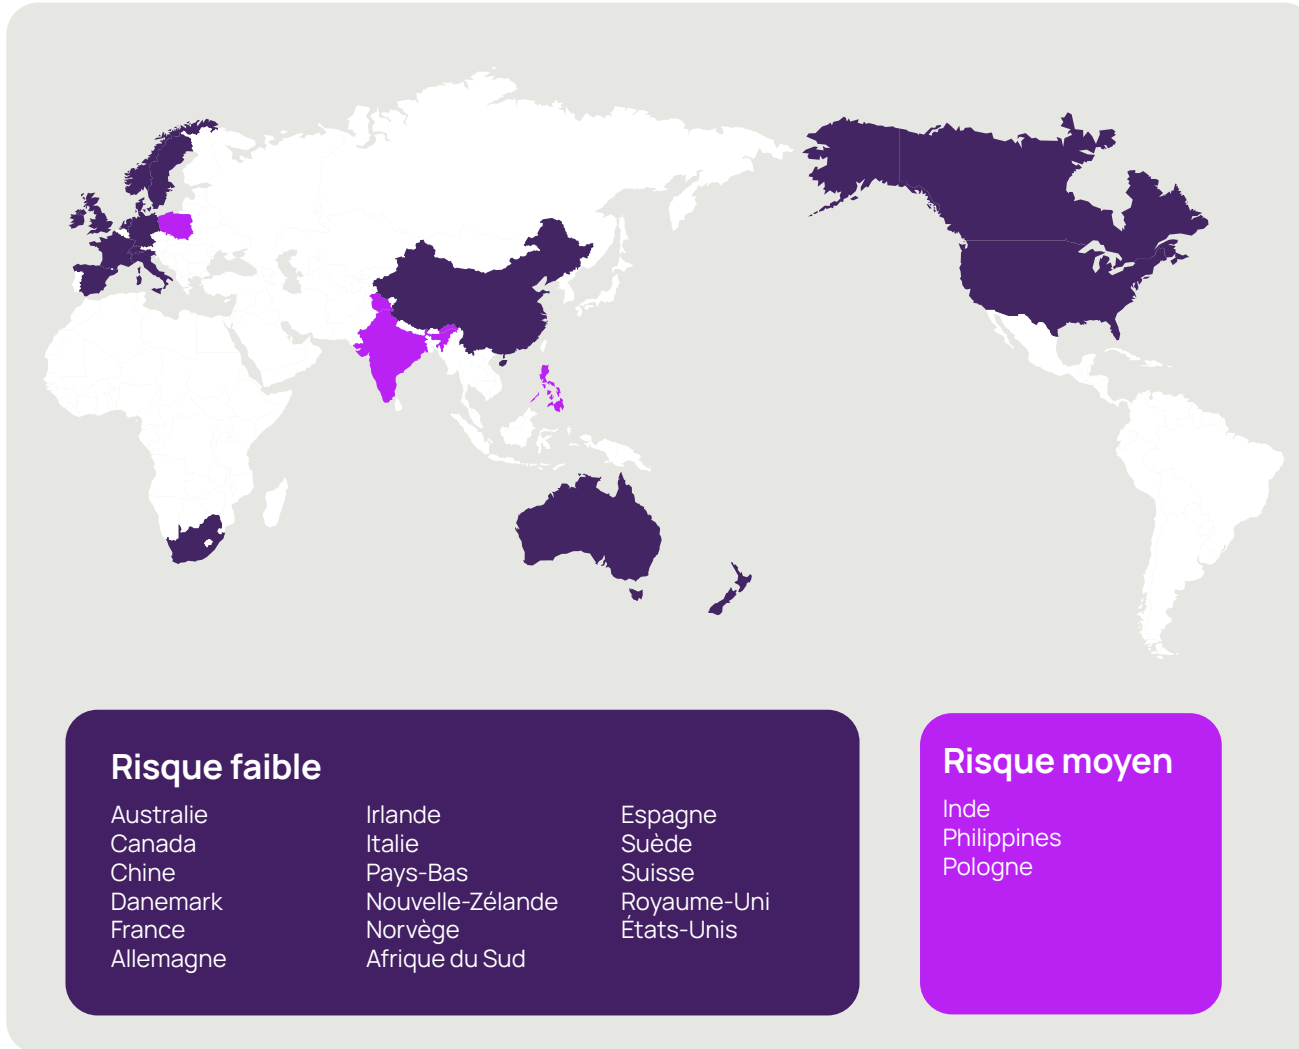 Risque faible
Australie
Canada
Chine
Danemark
France
Allemagne
Irlande
Italie
Pays-Bas
Nouvelle-Zélande
Norvège
Afrique du Sud
Espagne
Suède
Suisse
Royaume-Uni
États-Unis
Risque moyen
Inde
Philippines
Pologne